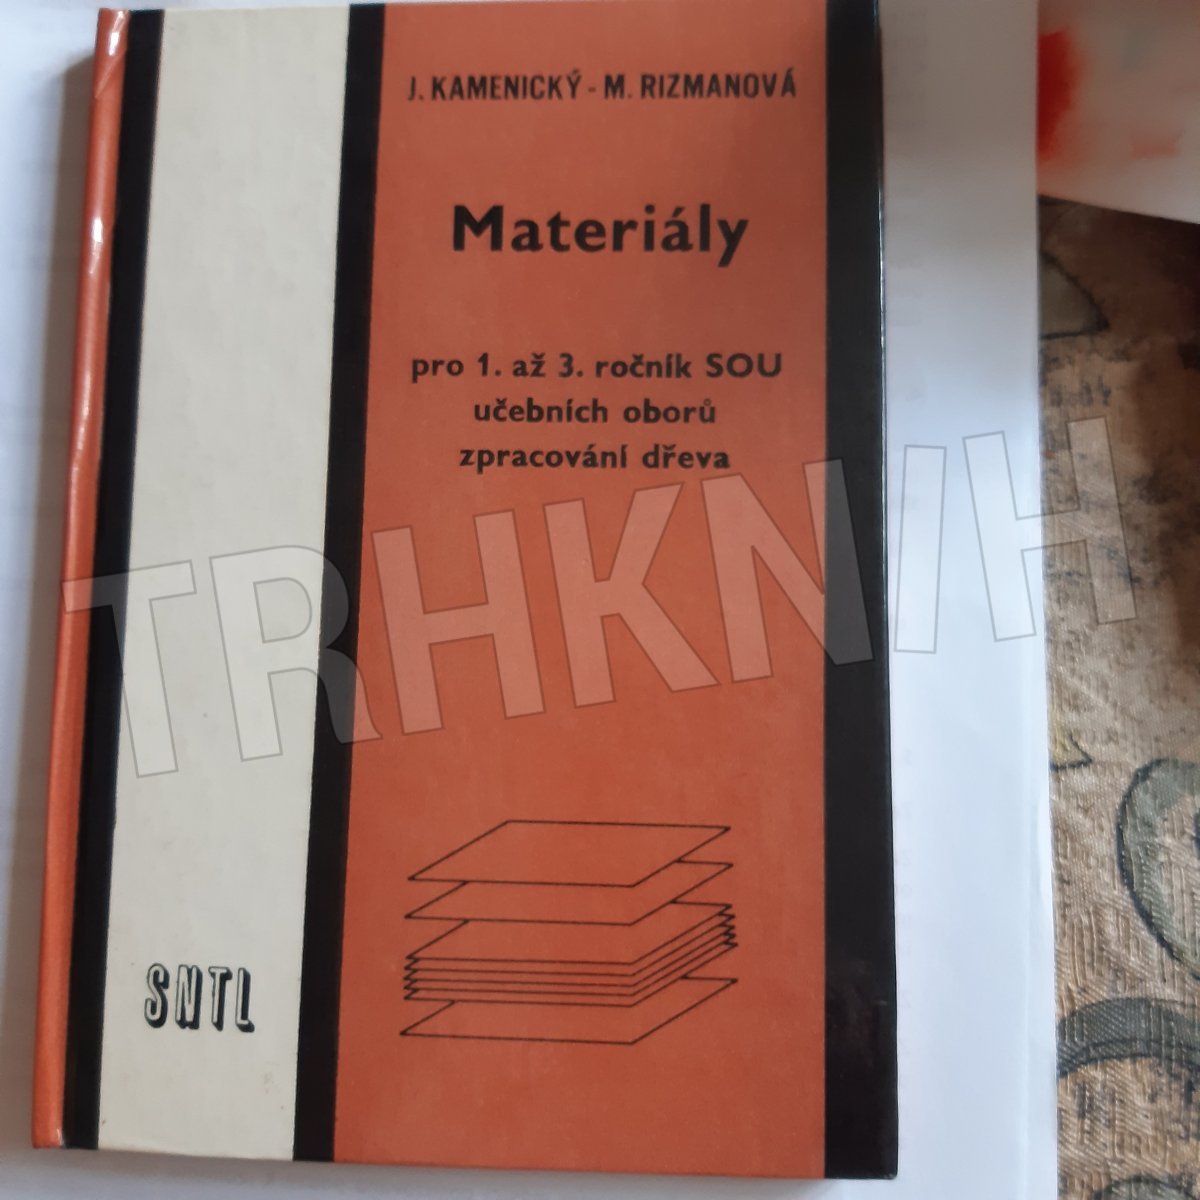 J. KAMENICKÝ - M. RIZMANOVÁ
Materiály
pro 1. až 3. ročník SOU
učebních oborů
zpracování dřeva
TRHKNIH
SNTL